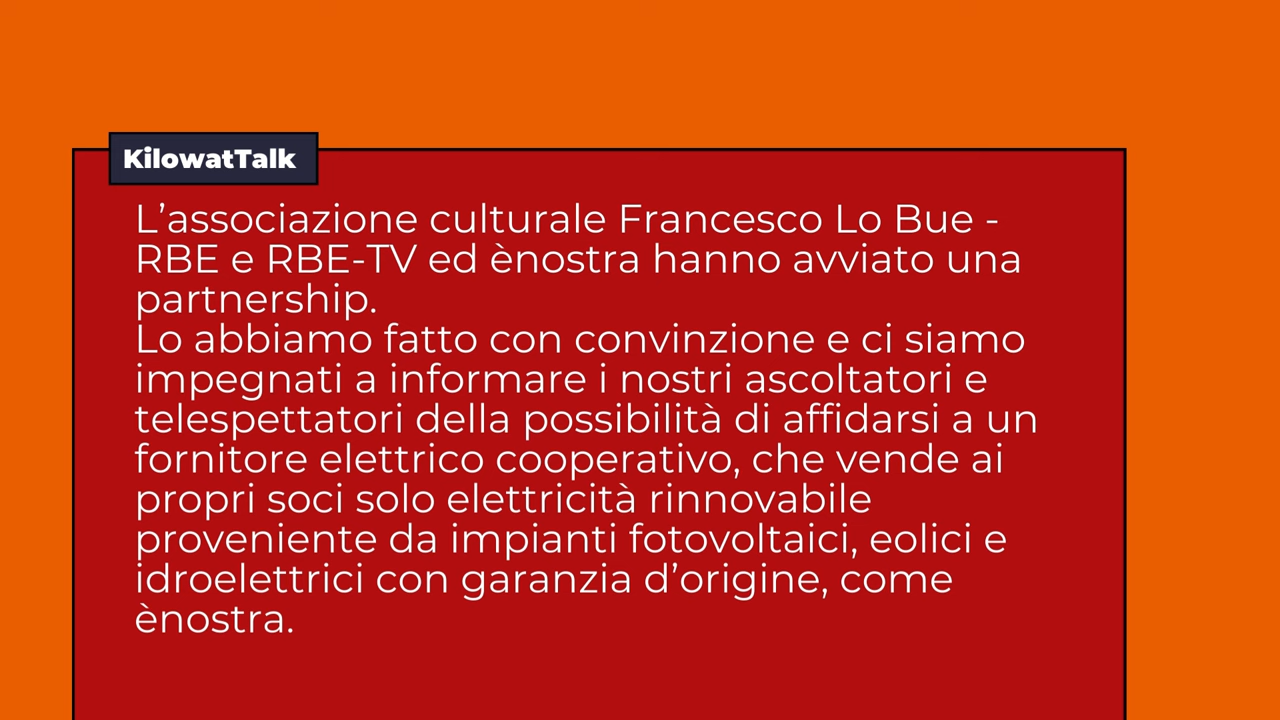 KilowatTalk
L’associazione culturale Francesco Lo Bue -
RBE e RBE-TV ed ènostra hanno avviato una
partnership.
Lo abbiamo fatto con convinzione e ci siamo
impegnati a informare i nostri ascoltatori e
telespettatori della possibilità di affidarsi a un
fornitore elettrico cooperativo, che vende ai
propri soci solo elettricità rinnovabile
proveniente da impianti fotovoltaici, eolici e
idroelettrici con garanzia d’origine, come
ènostra.